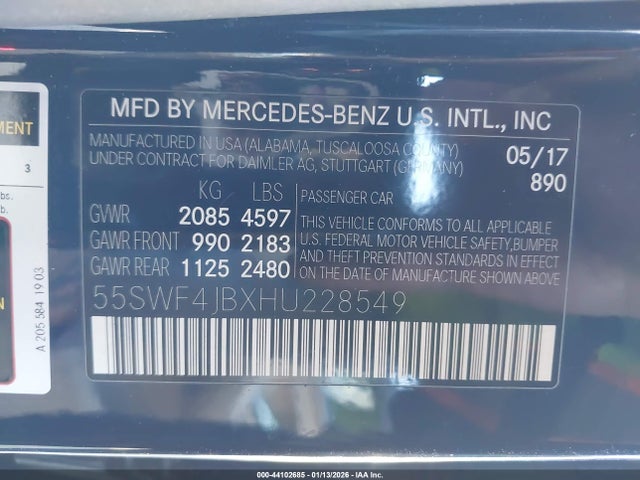 MFD BY MERCEDES-BENZ U.S. INTL., INC
MANUFACTURED IN USA (ALABAMA, TUSCALOOSA COUNTY)
UNDER CONTRACT FOR DAIMLER AG, STUTTGART (GERMANY)
05/17
890
KG LBS
GVWR 2085 4597
GAWR FRONT 990 2183
GAWR REAR 1125 2480
PASSENGER CAR
THIS VEHICLE CONFORMS TO ALL APPLICABLE
U.S. FEDERAL MOTOR VEHICLE SAFETY,BUMPER
AND THEFT PREVENTION STANDARDS IN EFFECT
ON THE DATE OF MANUFACTURE SHOWN ABOVE.
55SWF4JBXHU228549
MENT
3
lbs.
b.
ON
A 205 584 19 03
000-44102685 - 01/13/2026 - IAA Inc.